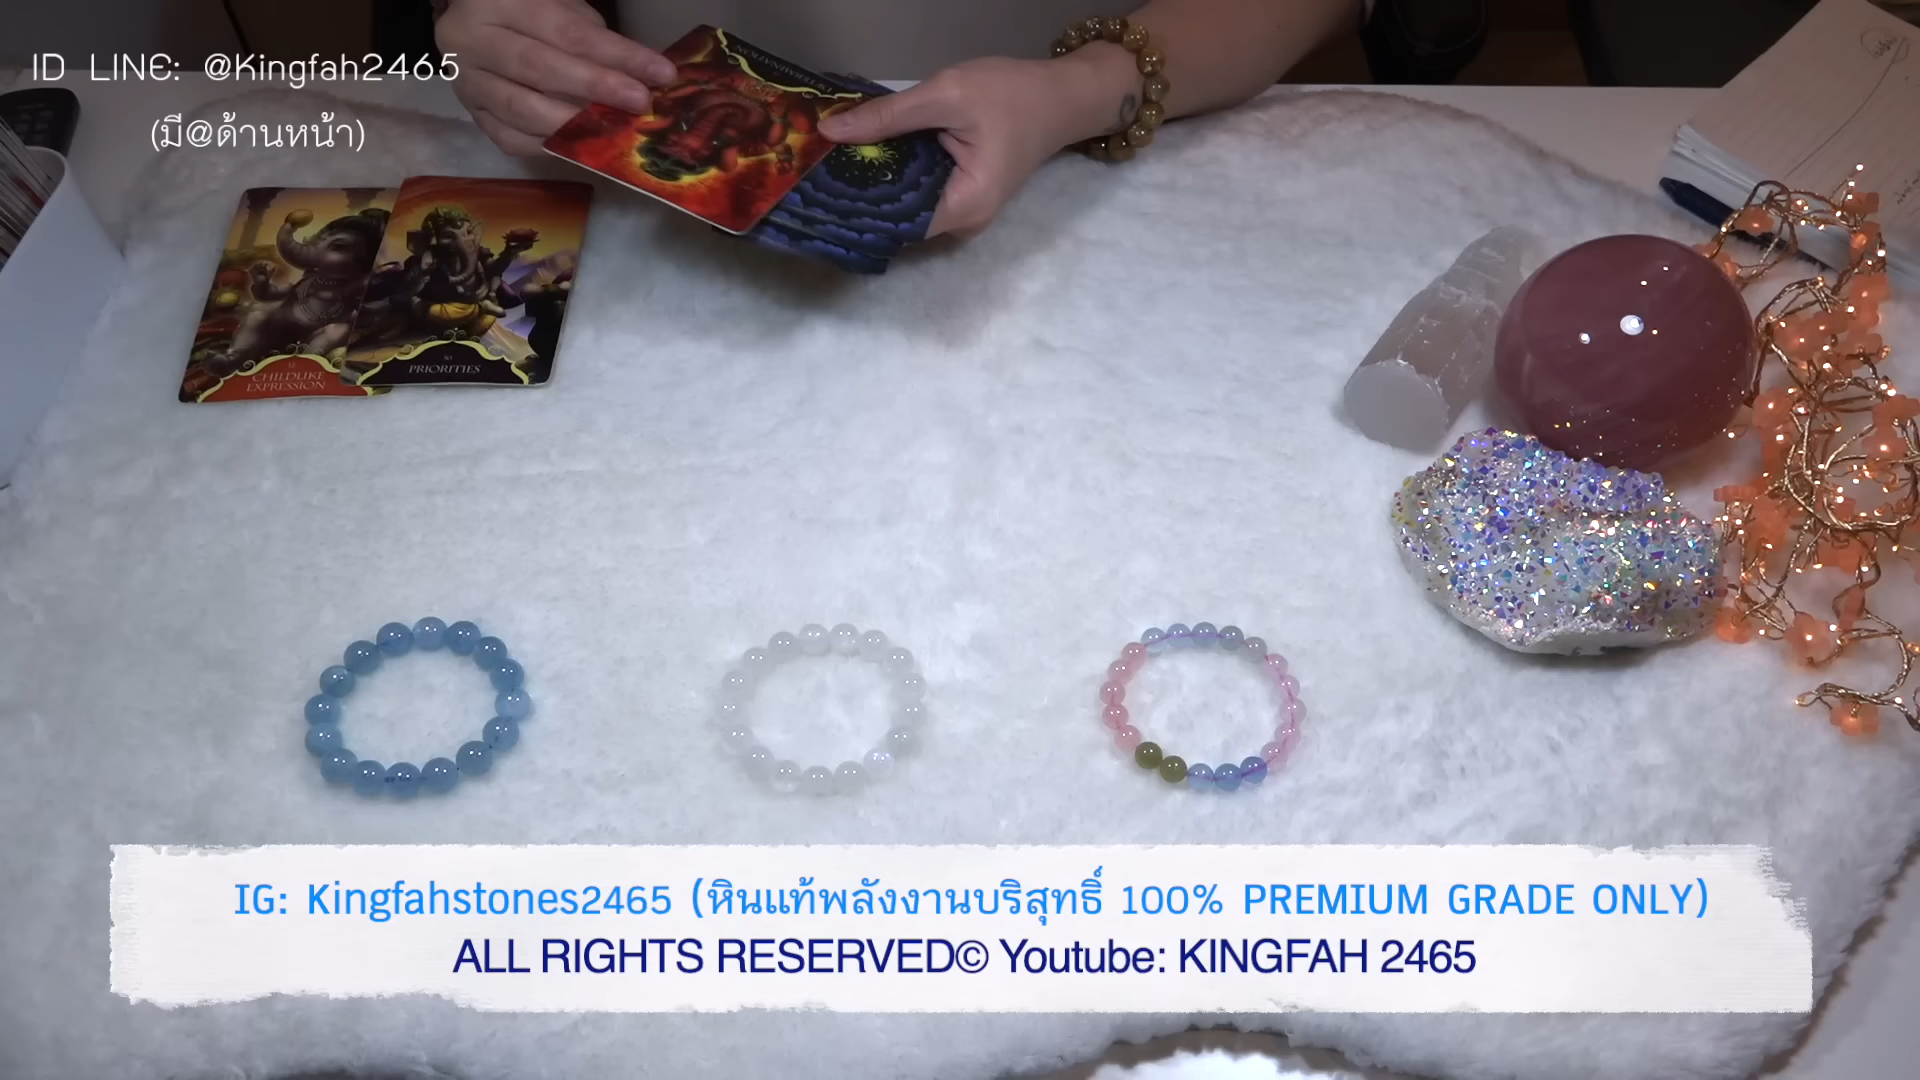 ID LINE: @Kingfah2465
(มี@ด้านหน้า)
DETERMINATION
12
CHILDLIKE
EXPRESSION
PRIORITIES
IG: Kingfahstones2465 (หินแท้พลังงานบริสุทธิ์ 100% PREMIUM GRADE ONLY)
ALL RIGHTS RESERVED© Youtube: KINGFAH 2465